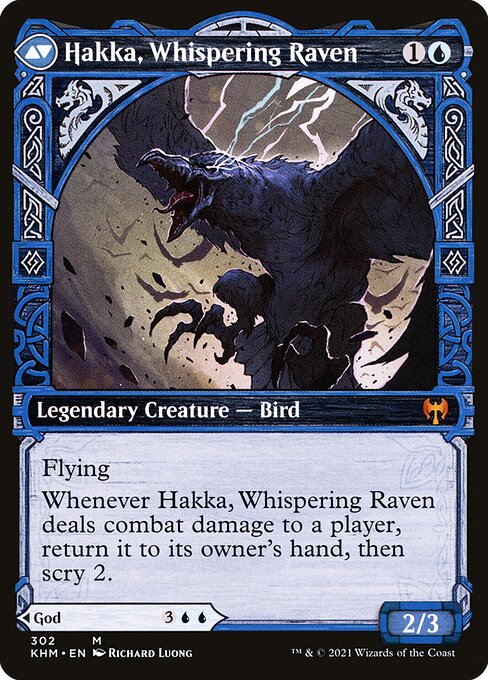 Hakka, Whispering Raven 1
Legendary Creature — Bird
Flying
Whenever Hakka, Whispering Raven
deals combat damage to a player,
return it to its owner's hand, then
scry 2.
God 3
2/3
302 M
KHM • EN Richard Luong
™ & © 2021 Wizards of the Coast